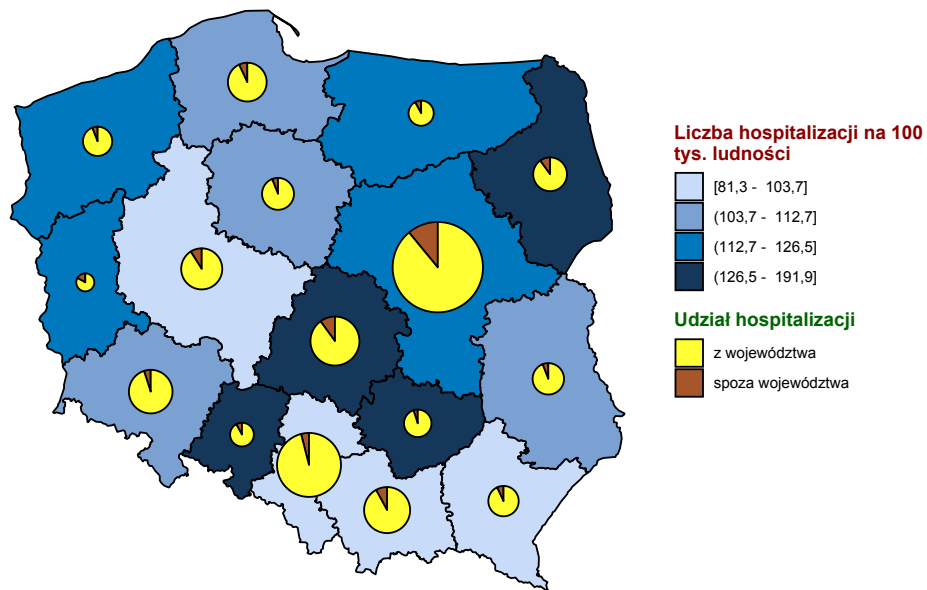 Liczba hospitalizacji na 100
tys. ludności
[81,3 - 103,7]
(103,7 - 112,7]
(112,7 - 126,5]
(126,5 - 191,9]
Udział hospitalizacji
z województwa
spoza województwa